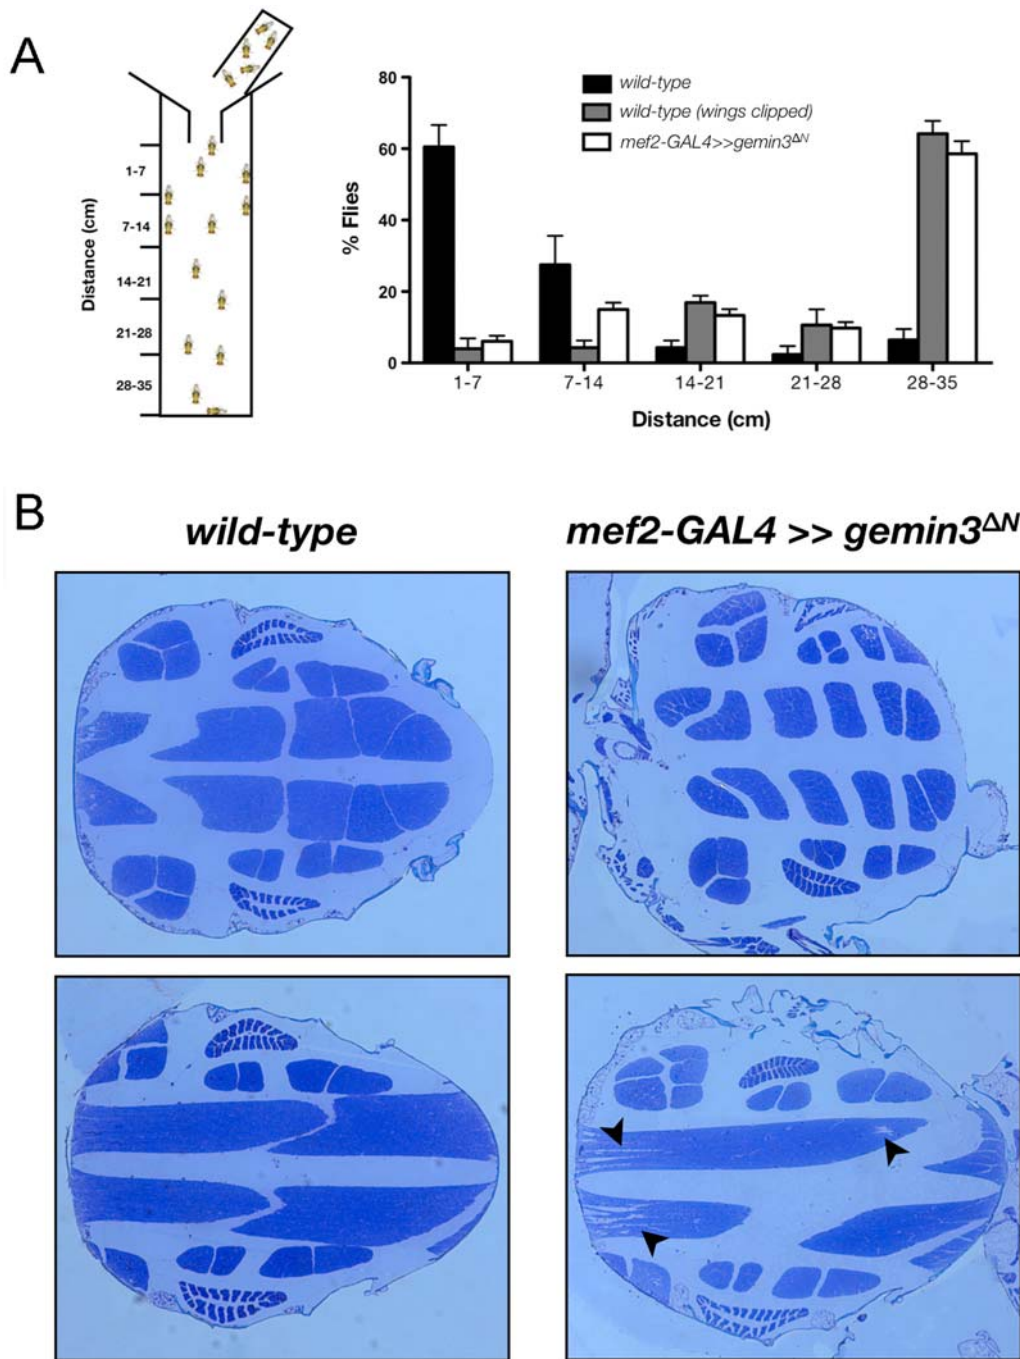 A
Distance (cm)
1-7
7-14
14-21
21-28
28-35
% Flies
80
60
40
20
0
wild-type
wild-type (wings clipped)
mef2-GAL4>>gemin3ΔN
1-7
7-14
14-21
21-28
28-35
Distance (cm)
B
wild-type
mef2-GAL4 >> gemin3ΔN